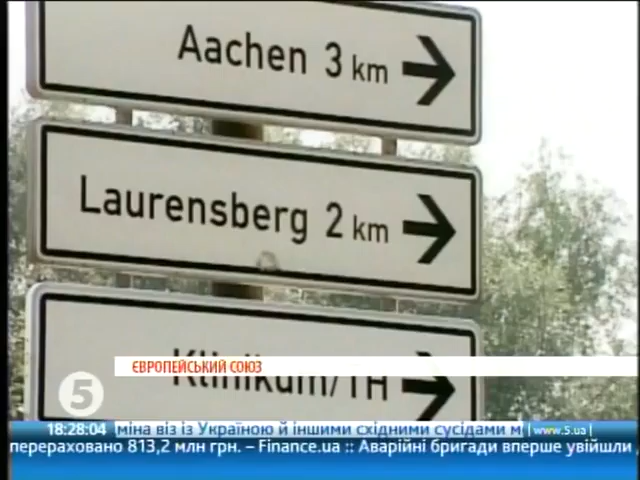 Aachen 3 km
Laurensberg 2 km
Klinikum/TH
ЄВРОПЕЙСЬКИЙ СОЮЗ
5
18:28:04 міна віз із Україною й іншими східними сусідами м www.5.ua
перераховано 813,2 млн грн. – Finance.ua :: Аварійні бригади вперше увійшли